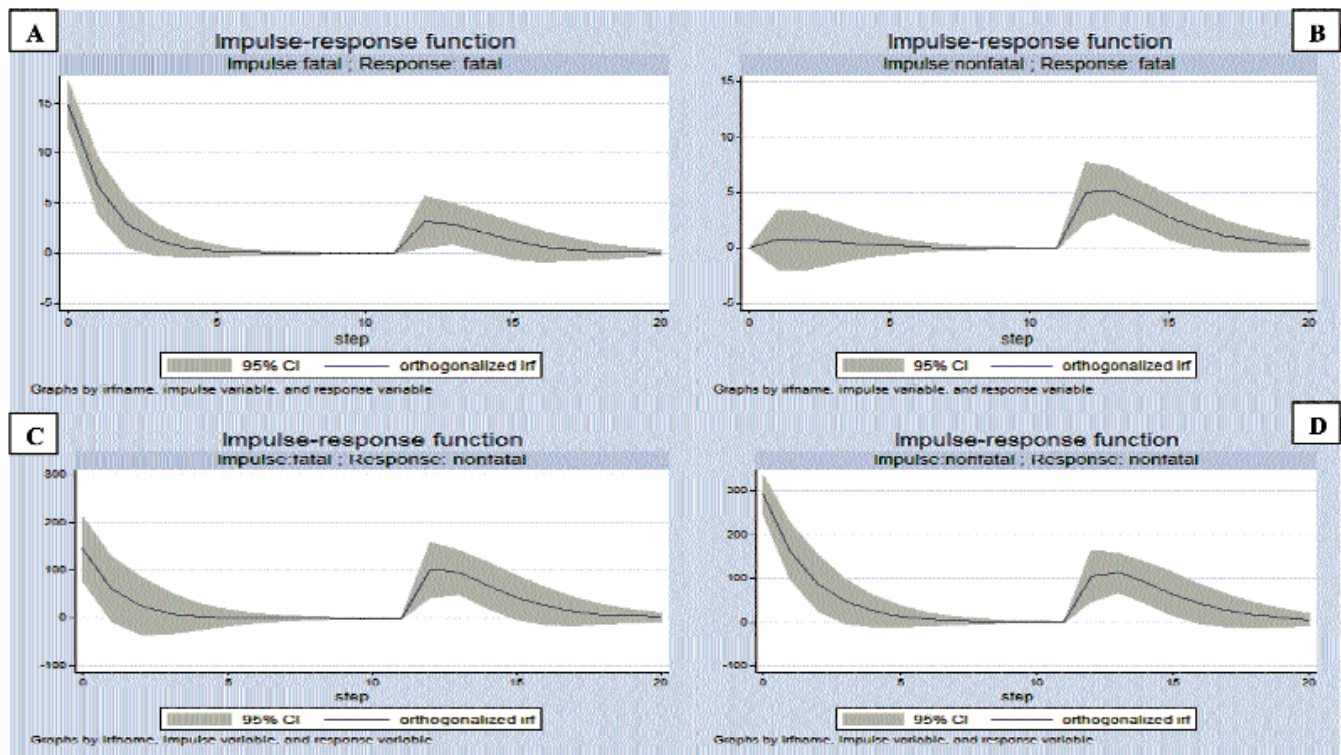 A
Impulse-response function
Impulse:fatal ; Response: fatal
15
10
5
0
-5
0
5
10
15
20
step
95% CI
orthogonalized irf
Graphs by irfname, impulse variable, and response variable
B
Impulse-response function
Impulse:nonfatal ; Response: fatal
15
10
5
0
-5
0
5
10
15
20
step
95% CI
orthogonalized irf
Graphs by irfname, impulse variable, and response variable
C
Impulse-response function
Impulse:fatal ; Response: nonfatal
300
200
100
0
-100
0
5
10
15
20
step
95% CI
orthogonalized irf
Graphs by irfname, impulse variable, and response variable
D
Impulse-response function
Impulse:nonfatal ; Response: nonfatal
300
200
100
0
-100
0
5
10
15
20
step
95% CI
orthogonalized irf
Graphs by irfname, impulse variable, and response variable